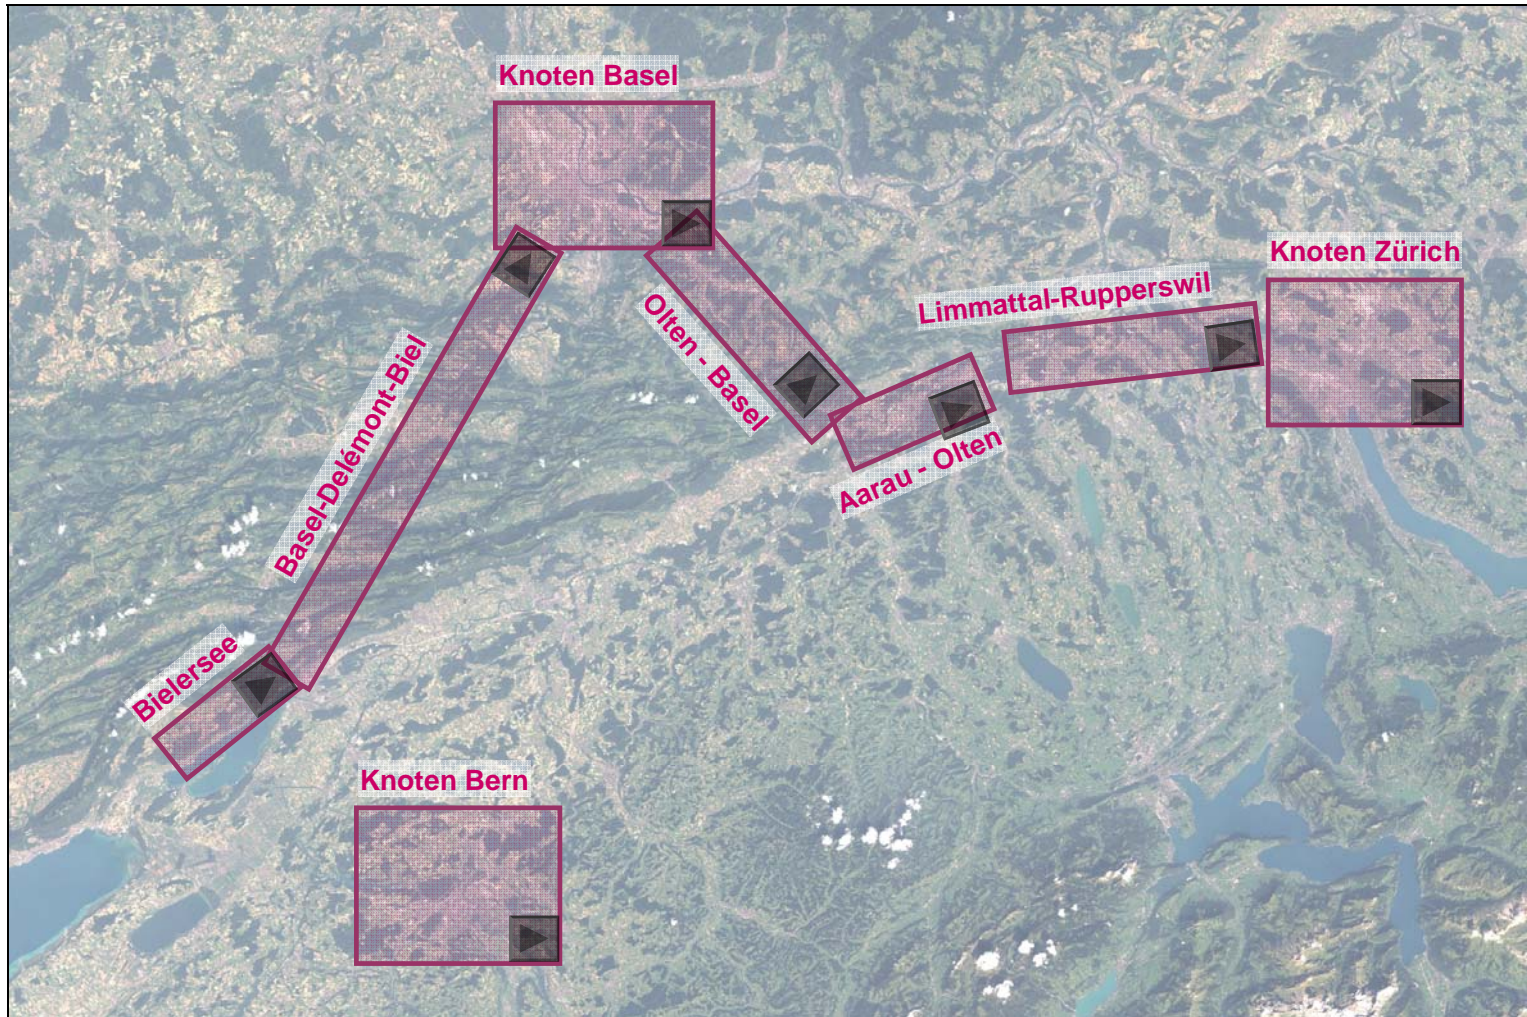 Knoten Basel
Knoten Zürich
Limmattal-Rupperswil
Olten - Basel
Basel-Delémont-Biel
Aarau - Olten
Bielersee
Knoten Bern